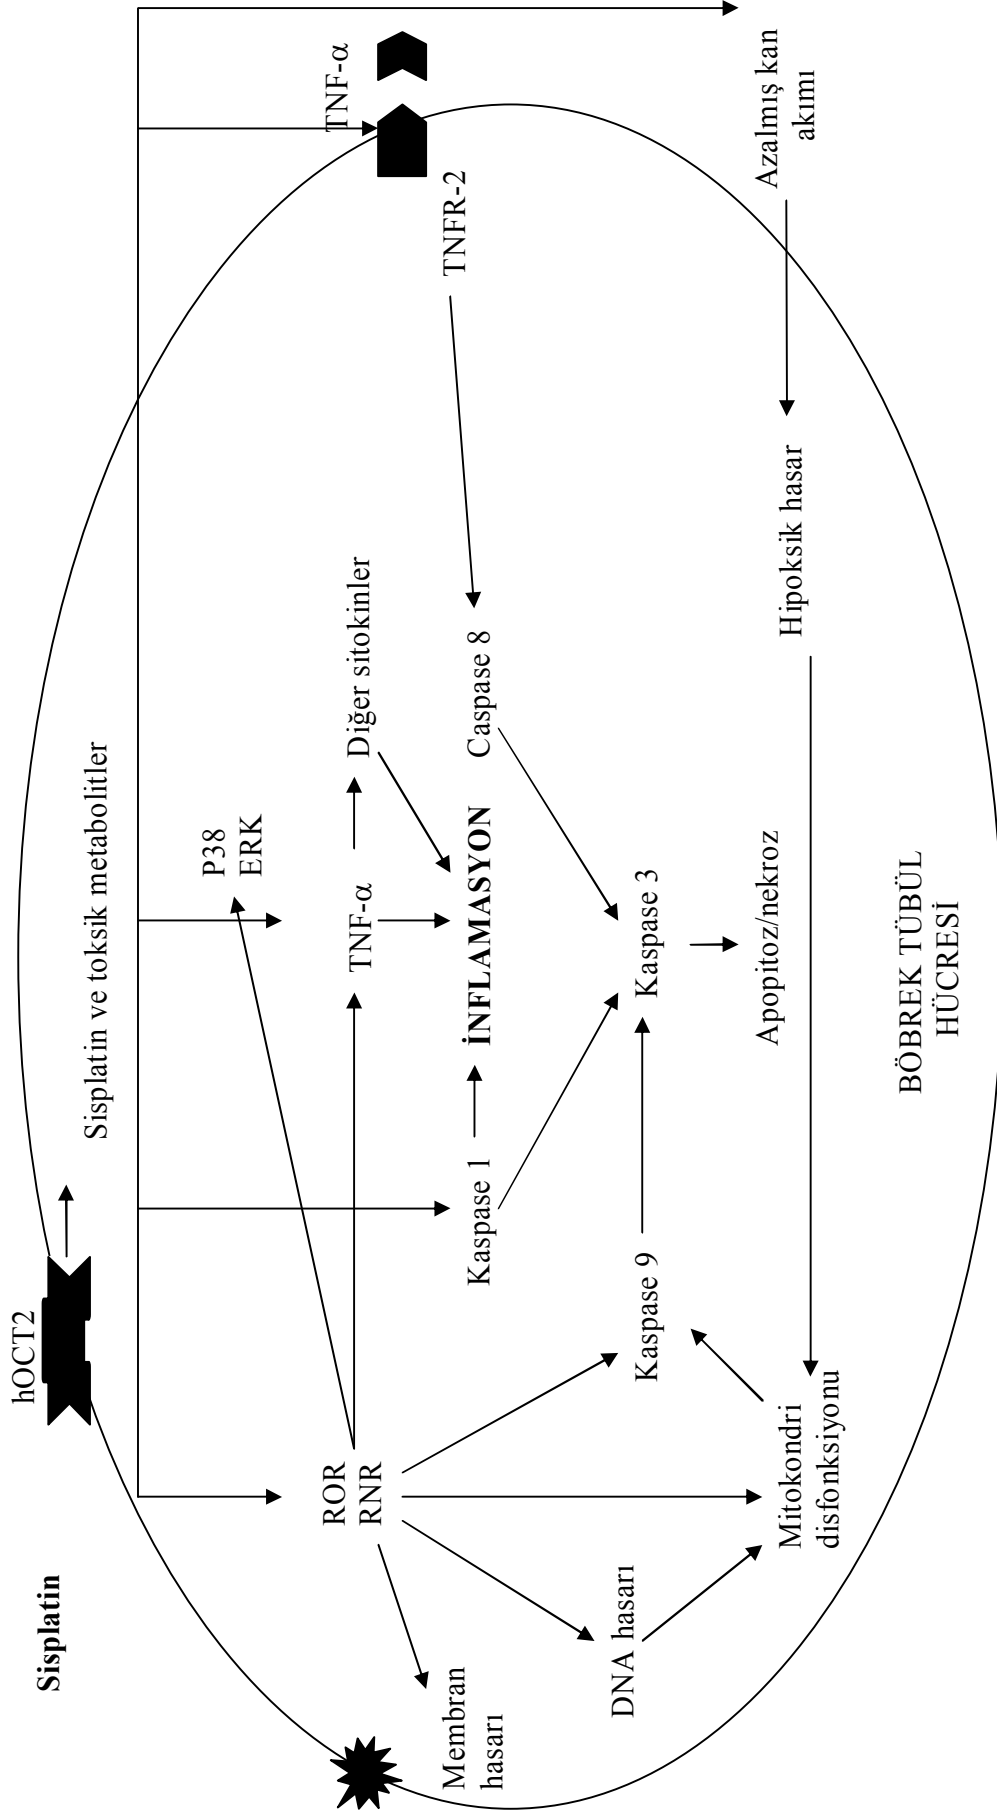 Sisplatin
hOCT2
Sisplatin ve toksik metabolitler
P38
ERK
TNF-α
ROR
RNR
TNF-α
Diğer sitokinler
TNFR-2
Membran
hasarı
Kaspase 1
İNFLAMASYON
Caspase 8
DNA hasarı
Kaspase 9
Kaspase 3
Mitokondri
disfonksiyonu
Apopitoz/nekroz
Hipoksik hasar
Azalmış kan
akımı
BÖBREK TÜBÜL
HÜCRESİ